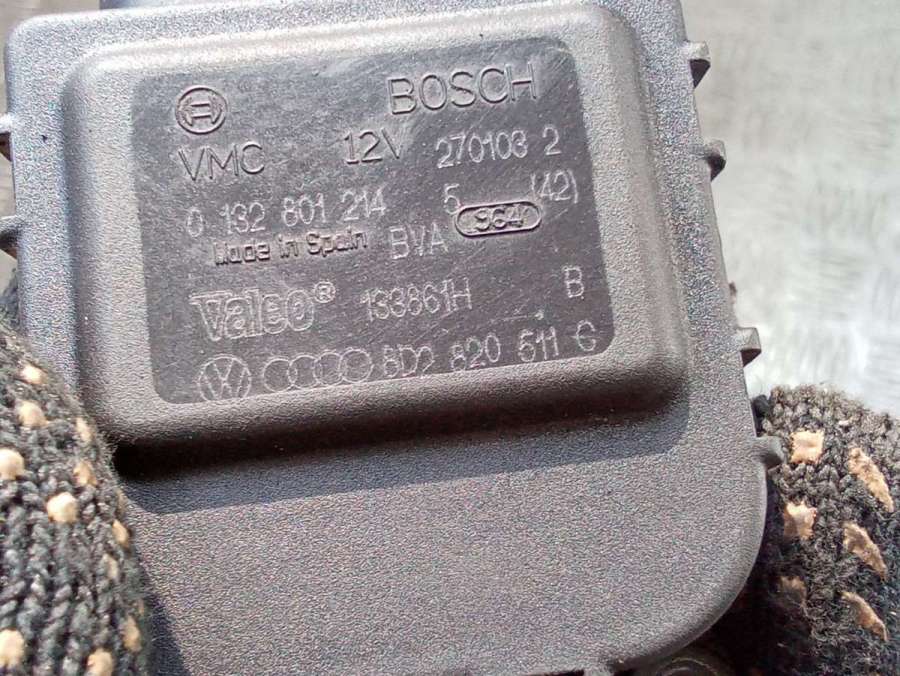 BOSCH
VMC 12V 270103 2
0 132 801 214 5 (42)
Made in Spain BVA 964
Valeo® 133861H B
8D2 820 511 C